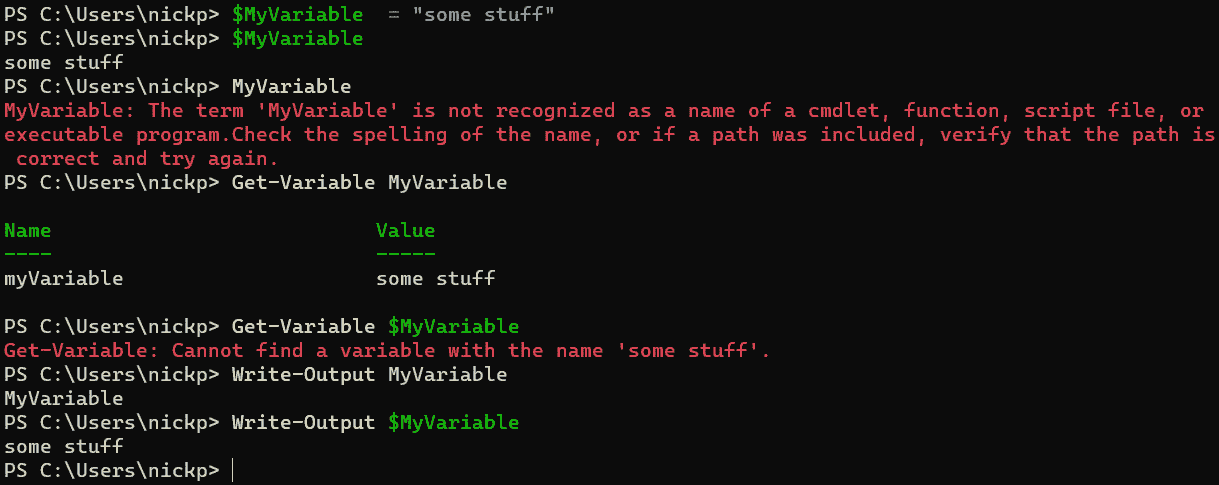 PS C:\Users\nickp> $MyVariable  = "some stuff"
PS C:\Users\nickp> $MyVariable
some stuff
PS C:\Users\nickp> MyVariable
MyVariable: The term 'MyVariable' is not recognized as a name of a cmdlet, function, script file, or
executable program.Check the spelling of the name, or if a path was included, verify that the path is
 correct and try again.
PS C:\Users\nickp> Get-Variable MyVariable
Name                           Value
----                           -----
myVariable                     some stuff
PS C:\Users\nickp> Get-Variable $MyVariable
Get-Variable: Cannot find a variable with the name 'some stuff'.
PS C:\Users\nickp> Write-Output MyVariable
MyVariable
PS C:\Users\nickp> Write-Output $MyVariable
some stuff
PS C:\Users\nickp>